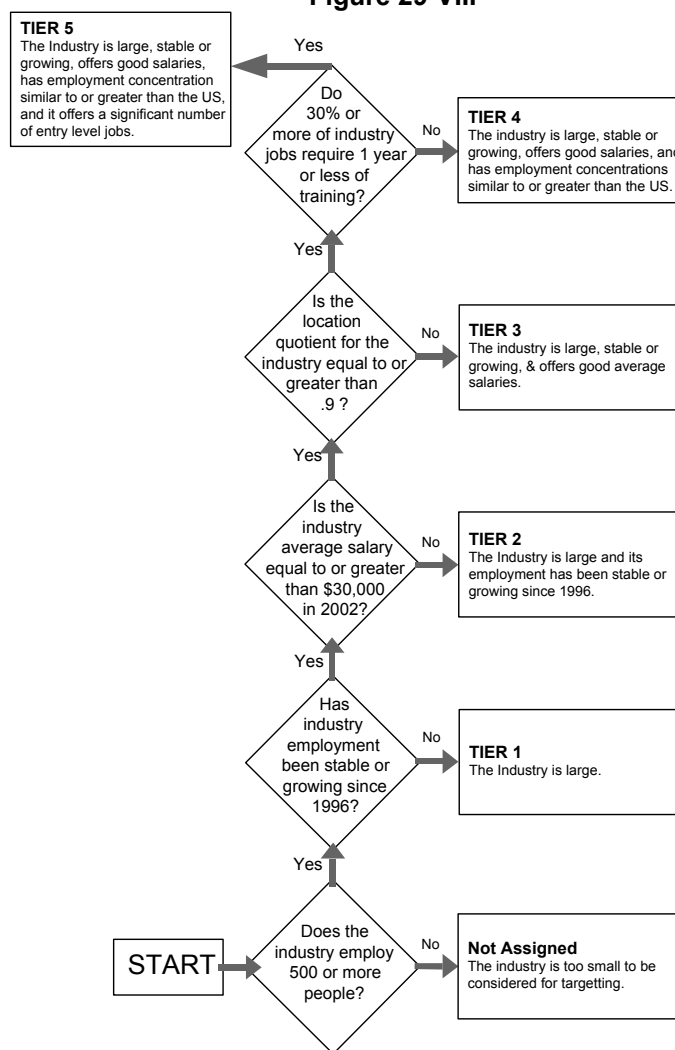 Figure 29-VIII
TIER 5
The Industry is large, stable or
growing, offers good salaries,
has employment concentration
similar to or greater than the US,
and it offers a significant number
of entry level jobs.
Yes
Do
30% or
more of industry
jobs require 1 year
or less of
training?
No
TIER 4
The industry is large, stable or
growing, offers good salaries, and
has employment concentrations
similar to or greater than the US.
Yes
Is the
location
quotient for the
industry equal to or
greater than
.9 ?
No
TIER 3
The industry is large, stable or
growing, & offers good average
salaries.
Yes
Is the
industry
average salary
equal to or greater
than $30,000
in 2002?
No
TIER 2
The Industry is large and its
employment has been stable or
growing since 1996.
Yes
Has
industry
employment
been stable or
growing since
1996?
No
TIER 1
The Industry is large.
Yes
Does the
industry employ
500 or more
people?
No
Not Assigned
The industry is too small to be
considered for targetting.
START